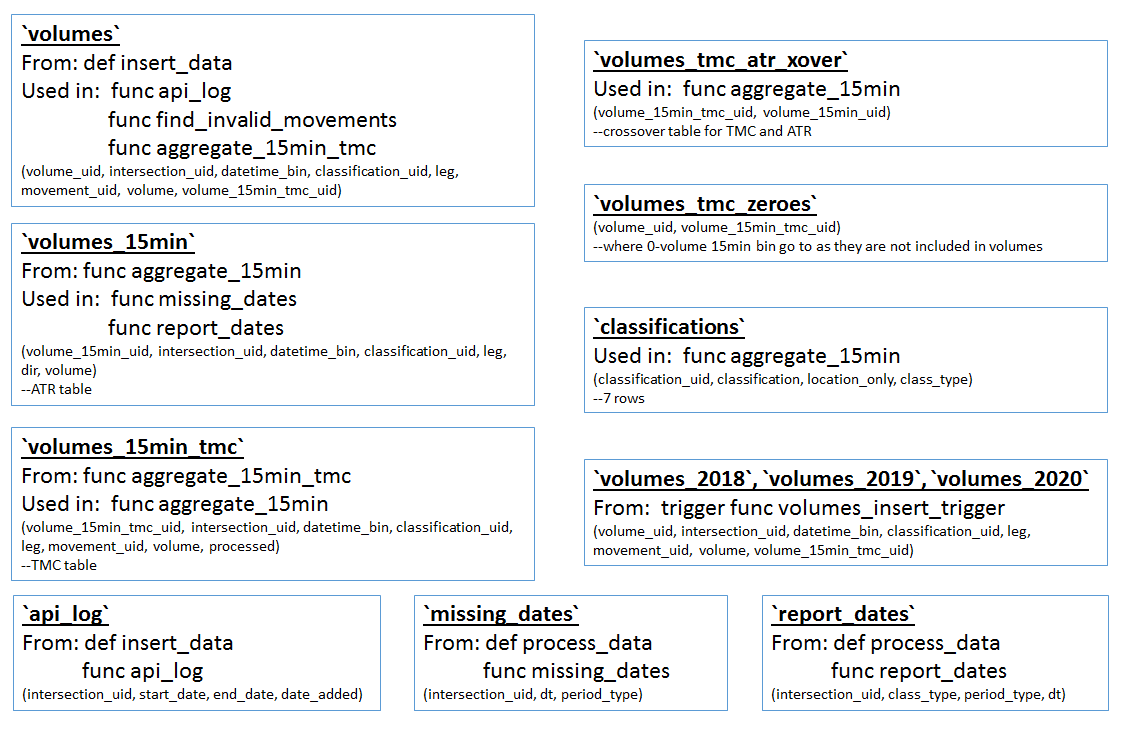 `volumes`
From: def insert_data
Used in: func api_log
func find_invalid_movements
func aggregate_15min_tmc
(volume_uid, intersection_uid, datetime_bin, classification_uid, leg,
movement_uid, volume, volume_15min_tmc_uid)
`volumes_15min`
From: func aggregate_15min
Used in: func missing_dates
func report_dates
(volume_15min_uid, intersection_uid, datetime_bin, classification_uid, leg,
dir, volume)
--ATR table
`volumes_15min_tmc`
From: func aggregate_15min_tmc
Used in: func aggregate_15min
(volume_15min_tmc_uid, intersection_uid, datetime_bin, classification_uid,
leg, movement_uid, volume, processed)
--TMC table
`volumes_tmc_atr_xover`
Used in: func aggregate_15min
(volume_15min_tmc_uid, volume_15min_uid)
--crossover table for TMC and ATR
`volumes_tmc_zeroes`
(volume_uid, volume_15min_tmc_uid)
--where 0-volume 15min bin go to as they are not included in volumes
`classifications`
Used in: func aggregate_15min
(classification_uid, classification, location_only, class_type)
--7 rows
`volumes_2018`, `volumes_2019`, `volumes_2020`
From: trigger func volumes_insert_trigger
(volume_uid, intersection_uid, datetime_bin, classification_uid, leg,
movement_uid, volume, volume_15min_tmc_uid)
`api_log`
From: def insert_data
func api_log
(intersection_uid, start_date, end_date, date_added)
`missing_dates`
From: def process_data
func missing_dates
(intersection_uid, dt, period_type)
`report_dates`
From: def process_data
func report_dates
(intersection_uid, class_type, period_type, dt)